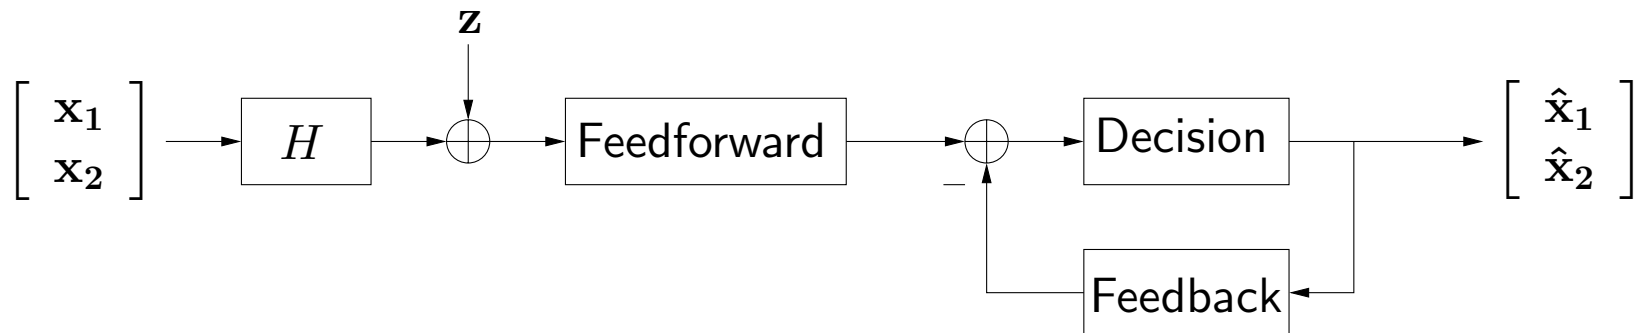 z
x₁
x₂
H
Feedforward
−
Decision
x̂₁
x̂₂
Feedback